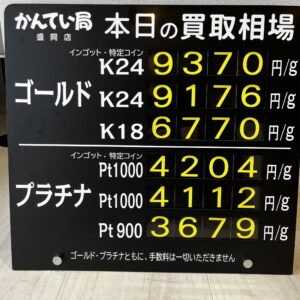 かんてい局 本日の買取相場
盛岡店
インゴット・特定コイン
K24 9370 円/g
ゴールド K24 9176 円/g
K18 6770 円/g
インゴット・特定コイン
Pt1000 4204 円/g
プラチナ Pt1000 4112 円/g
Pt900 3679 円/g
ゴールド・プラチナともに、手数料は一切いただきません